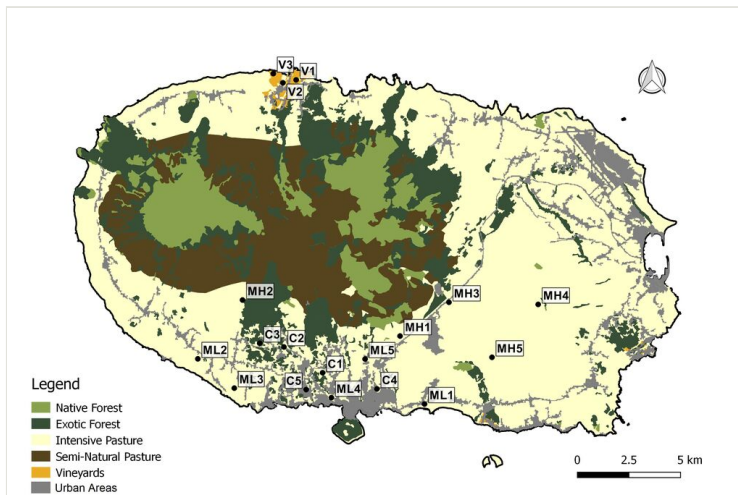 V3
V1
V2
MH2
MH3
MH4
MH1
C3
C2
ML2
ML5
MH5
C1
ML3
C5
C4
ML4
ML1
Legend
Native Forest
Exotic Forest
Intensive Pasture
Semi-Natural Pasture
Vineyards
Urban Areas
0 2.5 5 km